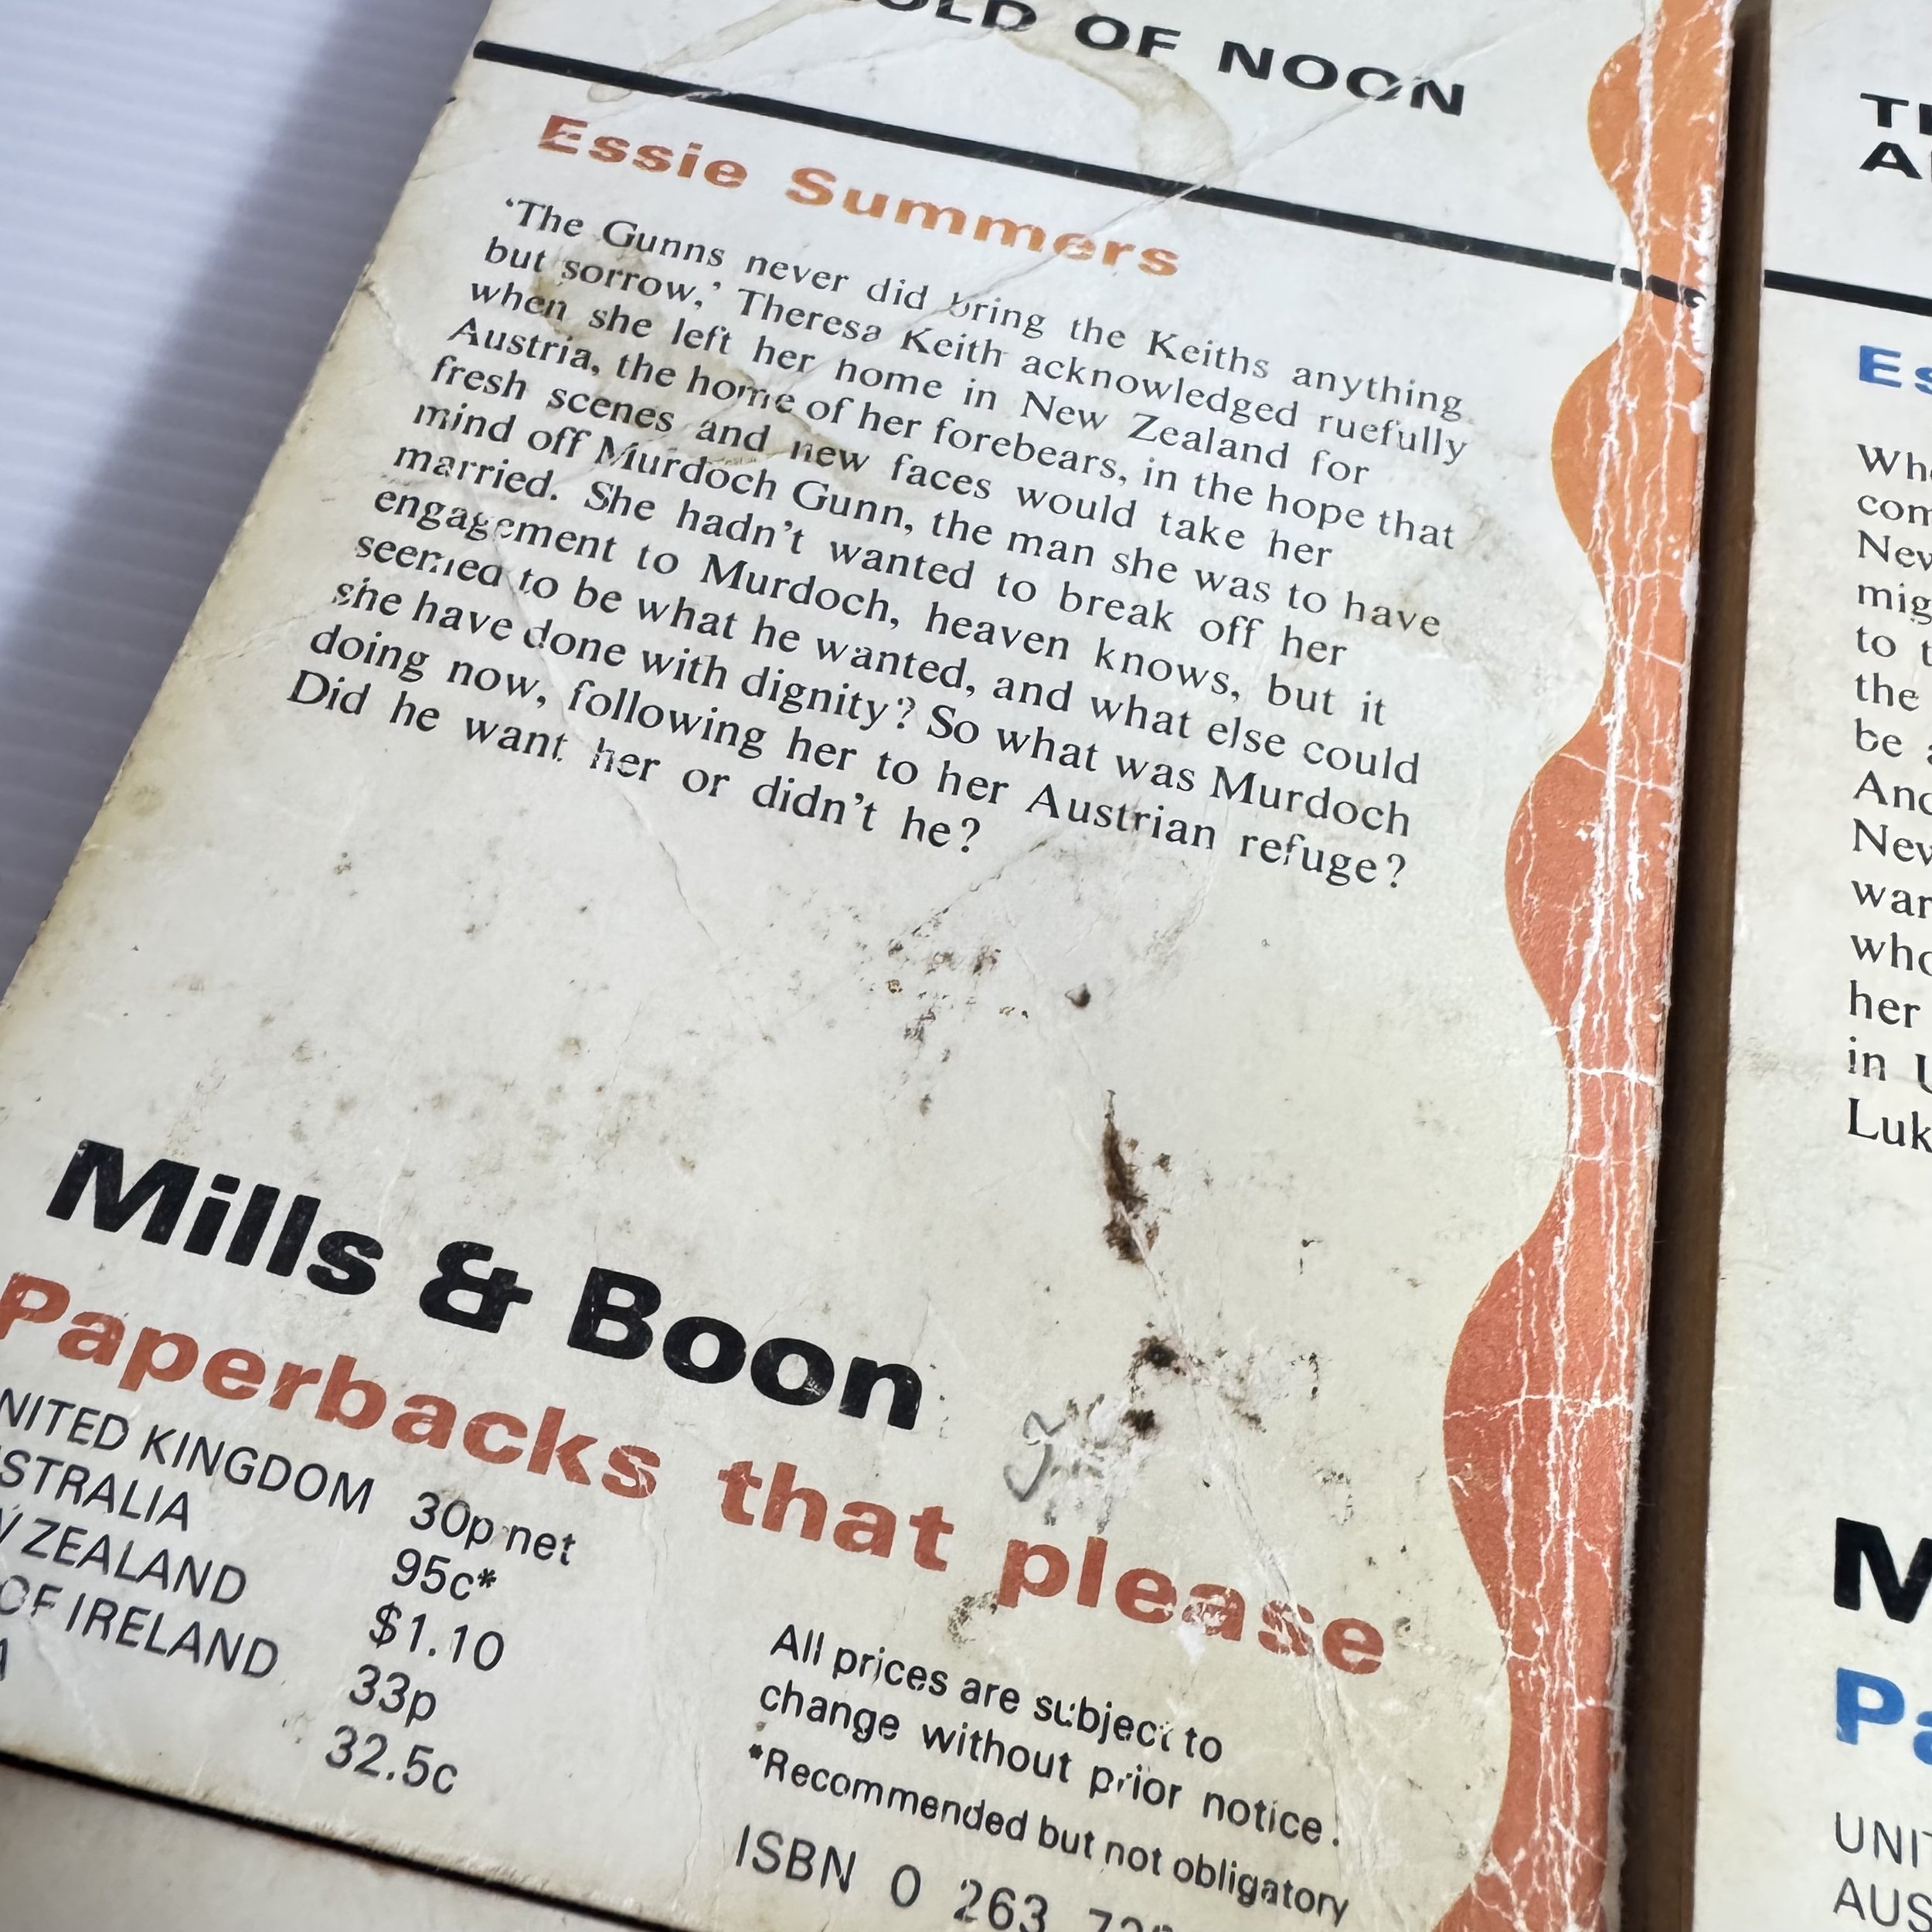 OLD OF NOON
Essie Summers
‘The Gunns never did bring the Keiths anything
but sorrow,’ Theresa Keith acknowledged ruefully
when she left her home in New Zealand for
Austria, the home of her forebears, in the hope that
fresh scenes and new faces would take her
mind off Murdoch Gunn, the man she was to have
married. She hadn't wanted to break off her
engagement to Murdoch, heaven knows, but it
seemed to be what he wanted, and what else could
she have done with dignity? So what was Murdoch
doing now, following her to her Austrian refuge?
Did he want her or didn't he?
Mills & Boon
Paperbacks that please
NITED KINGDOM 30p net
STRALIA 95c*
ZEALAND $1.10
OF IRELAND 33p
32.5c
All prices are subject to
change without prior notice.
*Recommended but not obligatory
ISBN 0 263
Es
Who
com
New
mig
to t
the
be
And
New
war
who
her
in U
Luk
M
Pa
UNI
AUS